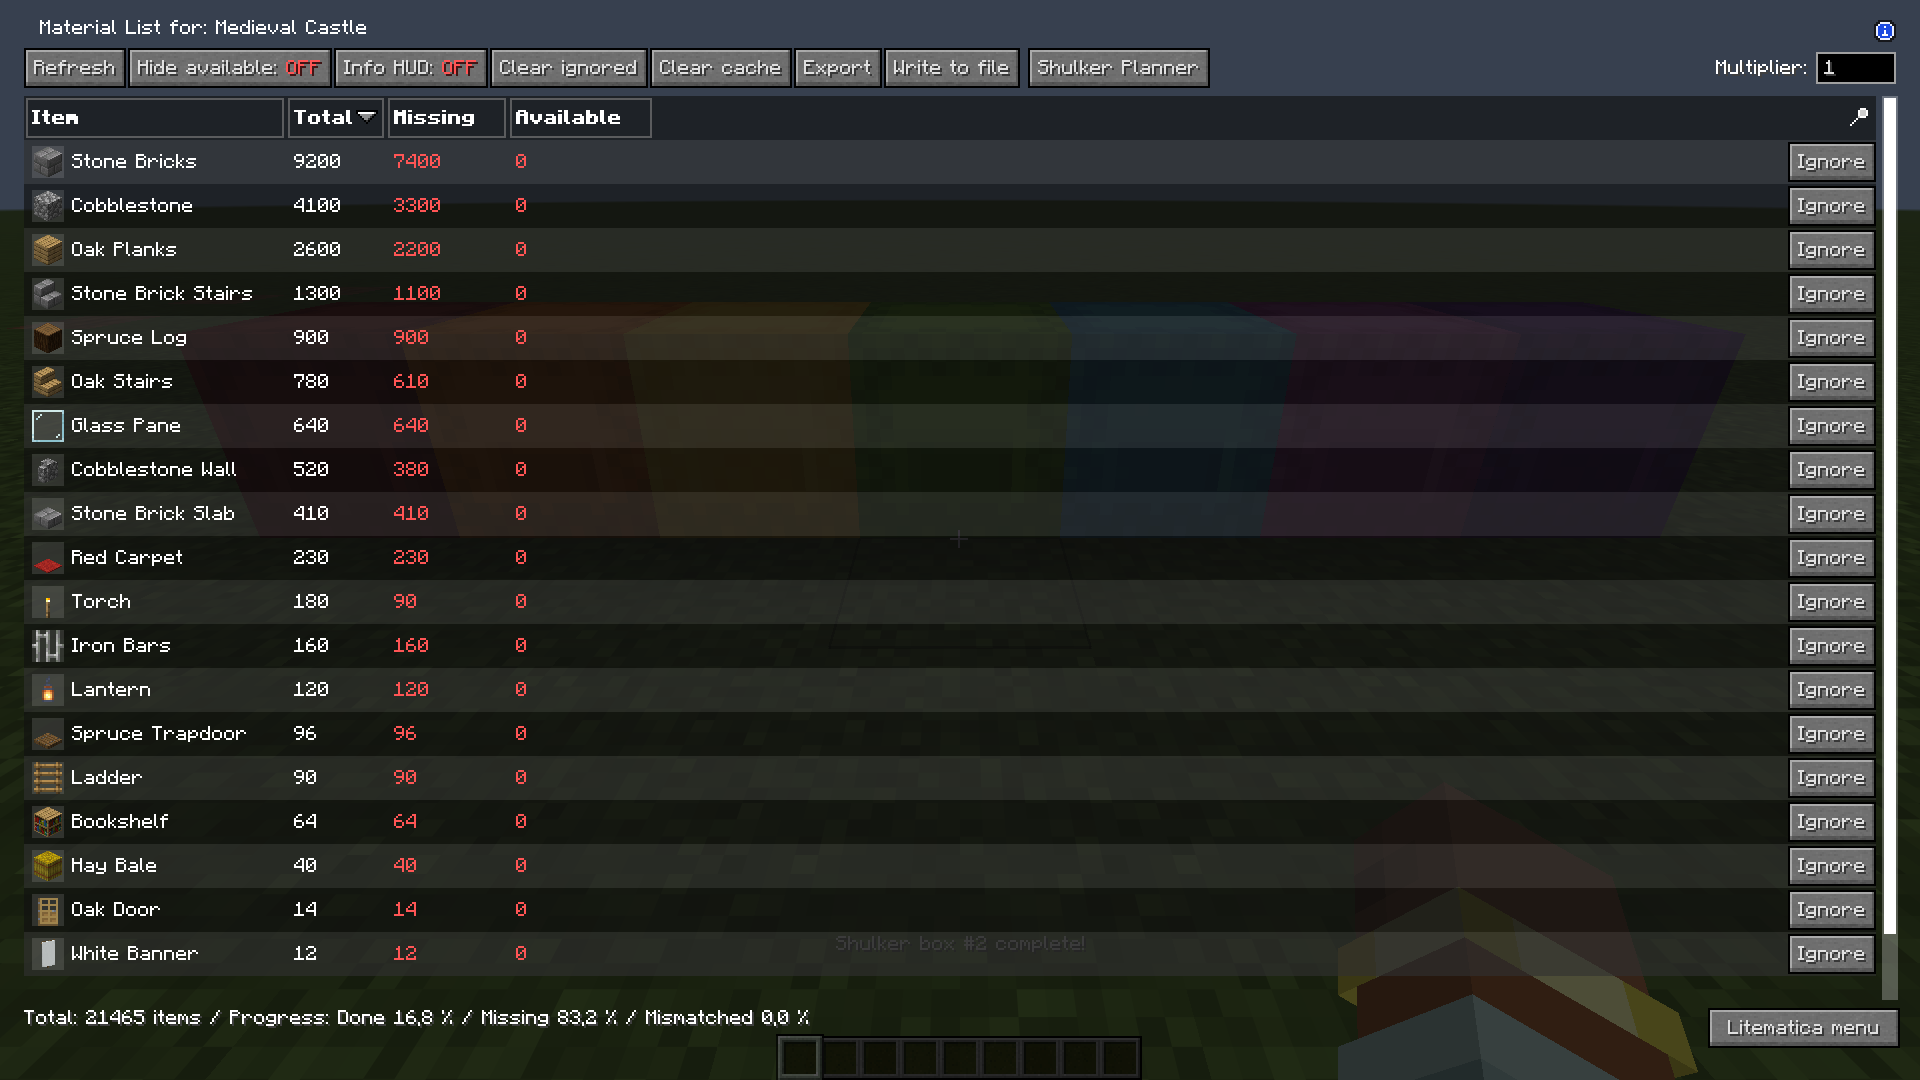 Material List for: Medieval Castle
Refresh Hide available: OFF Info HUD: OFF Clear ignored Clear cache Export Write to file Shulker Planner Multiplier: 1
Item Total Missing Available
Stone Bricks 9200 7400 0 Ignore
Cobblestone 4100 3300 0 Ignore
Oak Planks 2600 2200 0 Ignore
Stone Brick Stairs 1300 1100 0 Ignore
Spruce Log 900 900 0 Ignore
Oak Stairs 780 610 0 Ignore
Glass Pane 640 640 0 Ignore
Cobblestone Wall 520 380 0 Ignore
Stone Brick Slab 410 410 0 Ignore
Red Carpet 230 230 0 Ignore
Torch 180 90 0 Ignore
Iron Bars 160 160 0 Ignore
Lantern 120 120 0 Ignore
Spruce Trapdoor 96 96 0 Ignore
Ladder 90 90 0 Ignore
Bookshelf 64 64 0 Ignore
Hay Bale 40 40 0 Ignore
Oak Door 14 14 0 Ignore
Shulker box #2 complete!
White Banner 12 12 0 Ignore
Total: 21465 items / Progress: Done 16,8 % / Missing 83,2 % / Mismatched 0,0 %
Litematica menu